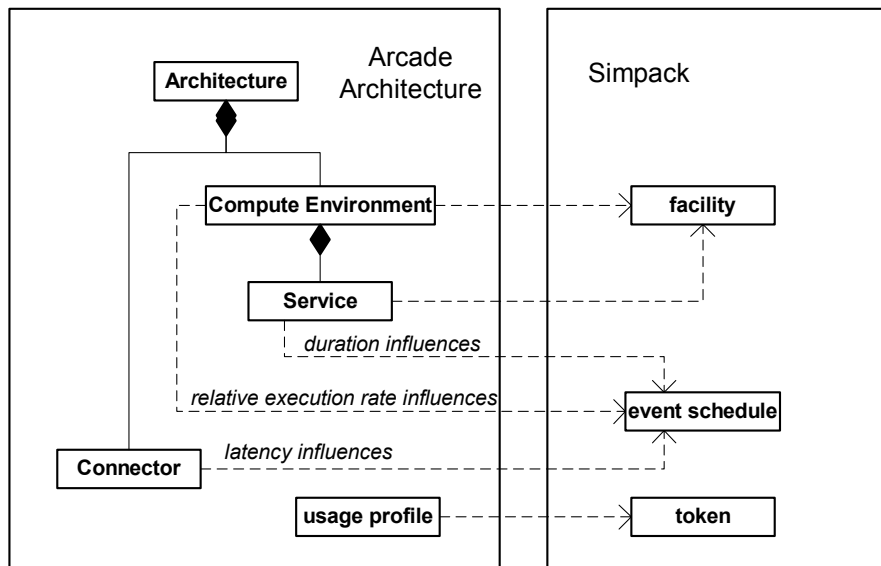 Arcade
Architecture
Simpack
Architecture
Compute Environment
facility
Service
duration influences
relative execution rate influences
event schedule
latency influences
Connector
usage profile
token